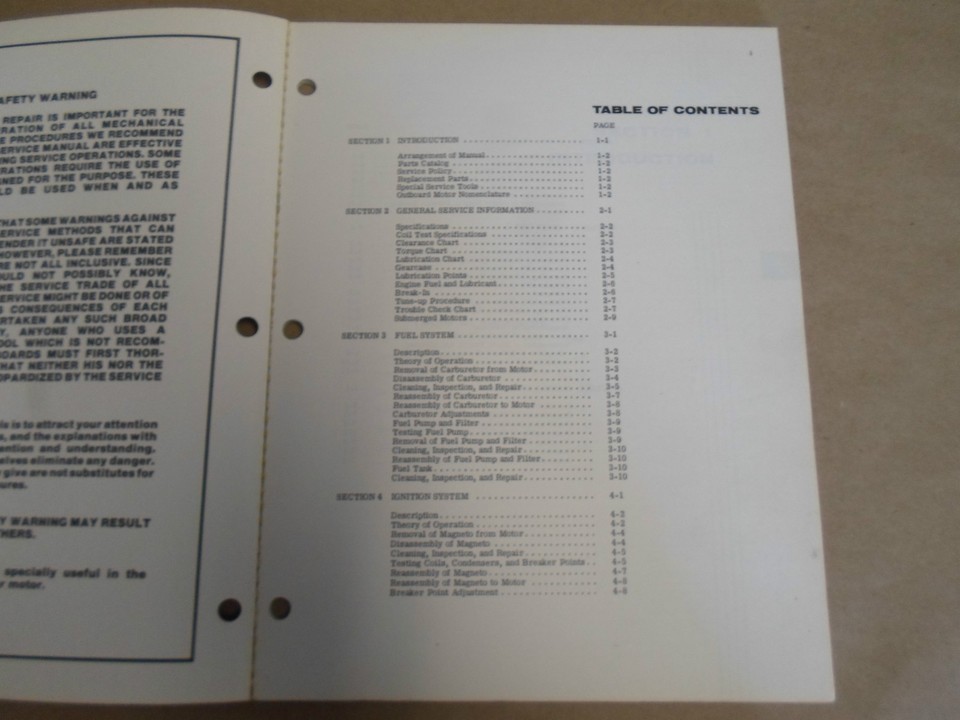 AFETY WARNING
REPAIR IS IMPORTANT FOR THE
RATION OF ALL MECHANICAL
E PROCEDURES WE RECOMMEND
SERVICE MANUAL ARE EFFECTIVE
NG SERVICE OPERATIONS. SOME
RATIONS REQUIRE THE USE OF
NED FOR THE PURPOSE. THESE
LD BE USED WHEN AND AS
HAT SOME WARNINGS AGAINST
SERVICE METHODS THAT CAN
ENDER IT UNSAFE ARE STATED
HOWEVER, PLEASE REMEMBER
RE NOT ALL INCLUSIVE. SINCE
OULD NOT POSSIBLY KNOW,
HE SERVICE TRADE OF ALL
SERVICE MIGHT BE DONE OR OF
S CONSEQUENCES OF EACH
ERTAKEN ANY SUCH BROAD
Y, ANYONE WHO USES A
OOL WHICH IS NOT RECOM-
BOARDS MUST FIRST THOR-
HAT NEITHER HIS NOR THE
OPARDIZED BY THE SERVICE
is is to attract your attention
s, and the explanations with
ention and understanding.
selves eliminate any danger.
give are not substitutes for
ures.
Y WARNING MAY RESULT
THERS.
specially useful in the
r motor.
TABLE OF CONTENTS
PAGE
SECTION 1 INTRODUCTION 1-1
Arrangement of Manual 1-2
Parts Catalog 1-2
Service Policy 1-2
Replacement Parts 1-2
Special Service Tools 1-2
Outboard Motor Nomenclature 1-2
SECTION 2 GENERAL SERVICE INFORMATION 2-1
Specifications 2-2
Coil Test Specifications 2-2
Clearance Chart 2-3
Torque Chart 2-3
Lubrication Chart 2-4
Gearcase 2-4
Lubrication Points 2-5
Engine Fuel and Lubricant 2-6
Break-In 2-6
Tune-up Procedure 2-7
Trouble Check Chart 2-7
Submerged Motors 2-9
SECTION 3 FUEL SYSTEM 3-1
Description 3-2
Theory of Operation 3-2
Removal of Carburetor from Motor 3-3
Disassembly of Carburetor 3-4
Cleaning, Inspection, and Repair 3-5
Reassembly of Carburetor 3-7
Reassembly of Carburetor to Motor 3-8
Carburetor Adjustments 3-8
Fuel Pump and Filter 3-9
Testing Fuel Pump 3-9
Removal of Fuel Pump and Filter 3-9
Cleaning, Inspection, and Repair 3-10
Reassembly of Fuel Pump and Filter 3-10
Fuel Tank 3-10
Cleaning, Inspection, and Repair 3-10
SECTION 4 IGNITION SYSTEM 4-1
Description 4-2
Theory of Operation 4-2
Removal of Magneto from Motor 4-4
Disassembly of Magneto 4-4
Cleaning, Inspection, and Repair 4-5
Testing Coils, Condensers, and Breaker Points 4-5
Reassembly of Magneto 4-7
Reassembly of Magneto to Motor 4-8
Breaker Point Adjustment 4-8